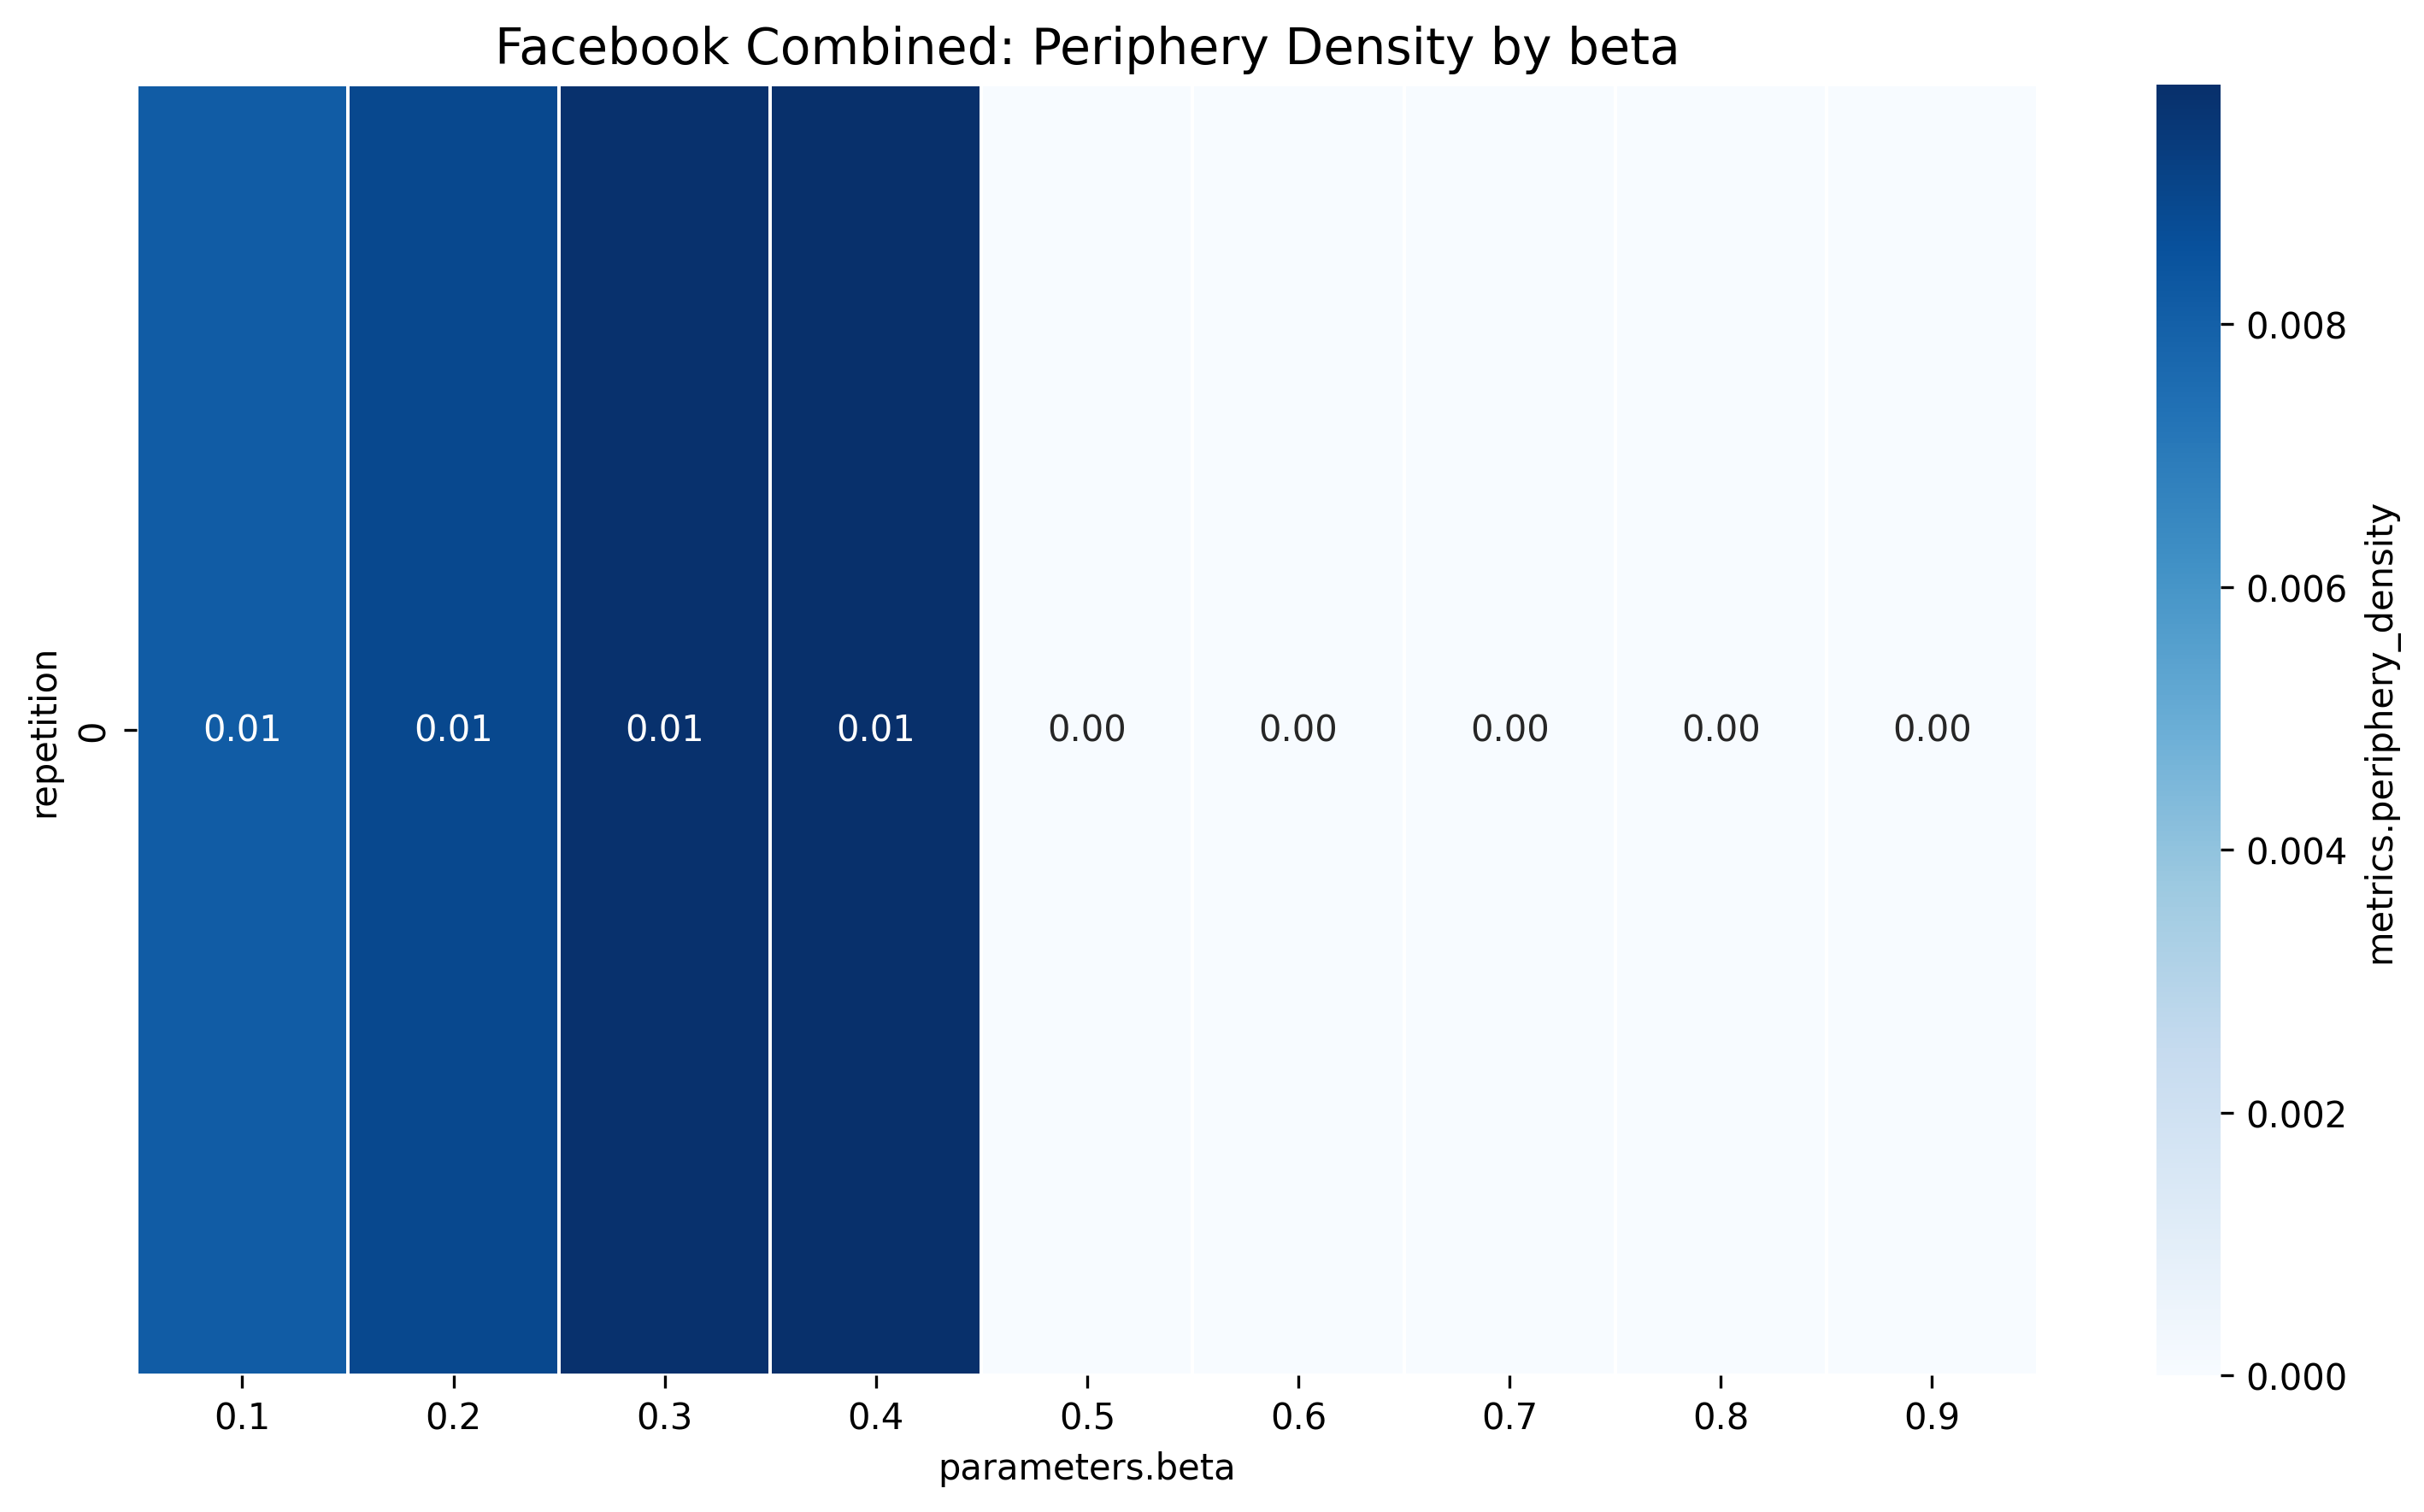 Facebook Combined: Periphery Density by beta
repetition
0
0.01 0.01 0.01 0.01 0.00 0.00 0.00 0.00 0.00
0.1 0.2 0.3 0.4 0.5 0.6 0.7 0.8 0.9
parameters.beta
0.008
0.006
0.004
0.002
0.000
metrics.periphery_density